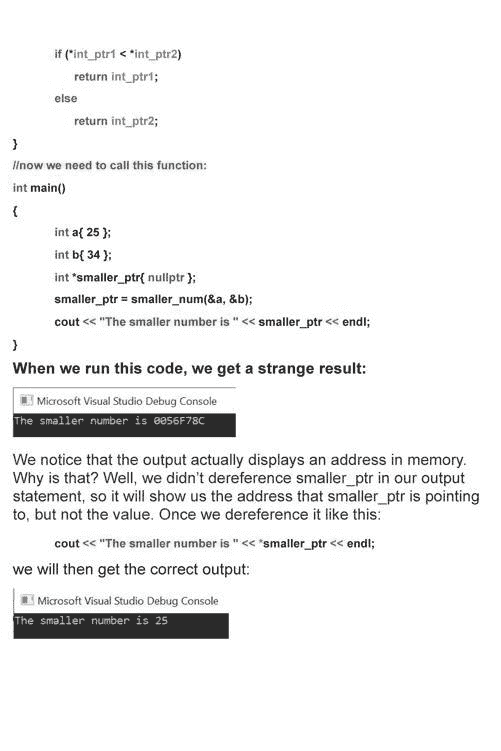 if (*int_ptr1 < *int_ptr2)
return int_ptr1;
else
return int_ptr2;
}
//now we need to call this function:
int main()
{
int a{ 25 };
int b{ 34 };
int *smaller_ptr{ nullptr };
smaller_ptr = smaller_num(&a, &b);
cout << "The smaller number is " << smaller_ptr << endl;
}
When we run this code, we get a strange result:
Microsoft Visual Studio Debug Console
The smaller number is 0056F78C
We notice that the output actually displays an address in memory.
Why is that? Well, we didn’t dereference smaller_ptr in our output
statement, so it will show us the address that smaller_ptr is pointing
to, but not the value. Once we dereference it like this:
cout << "The smaller number is " << *smaller_ptr << endl;
we will then get the correct output:
Microsoft Visual Studio Debug Console
The smaller number is 25